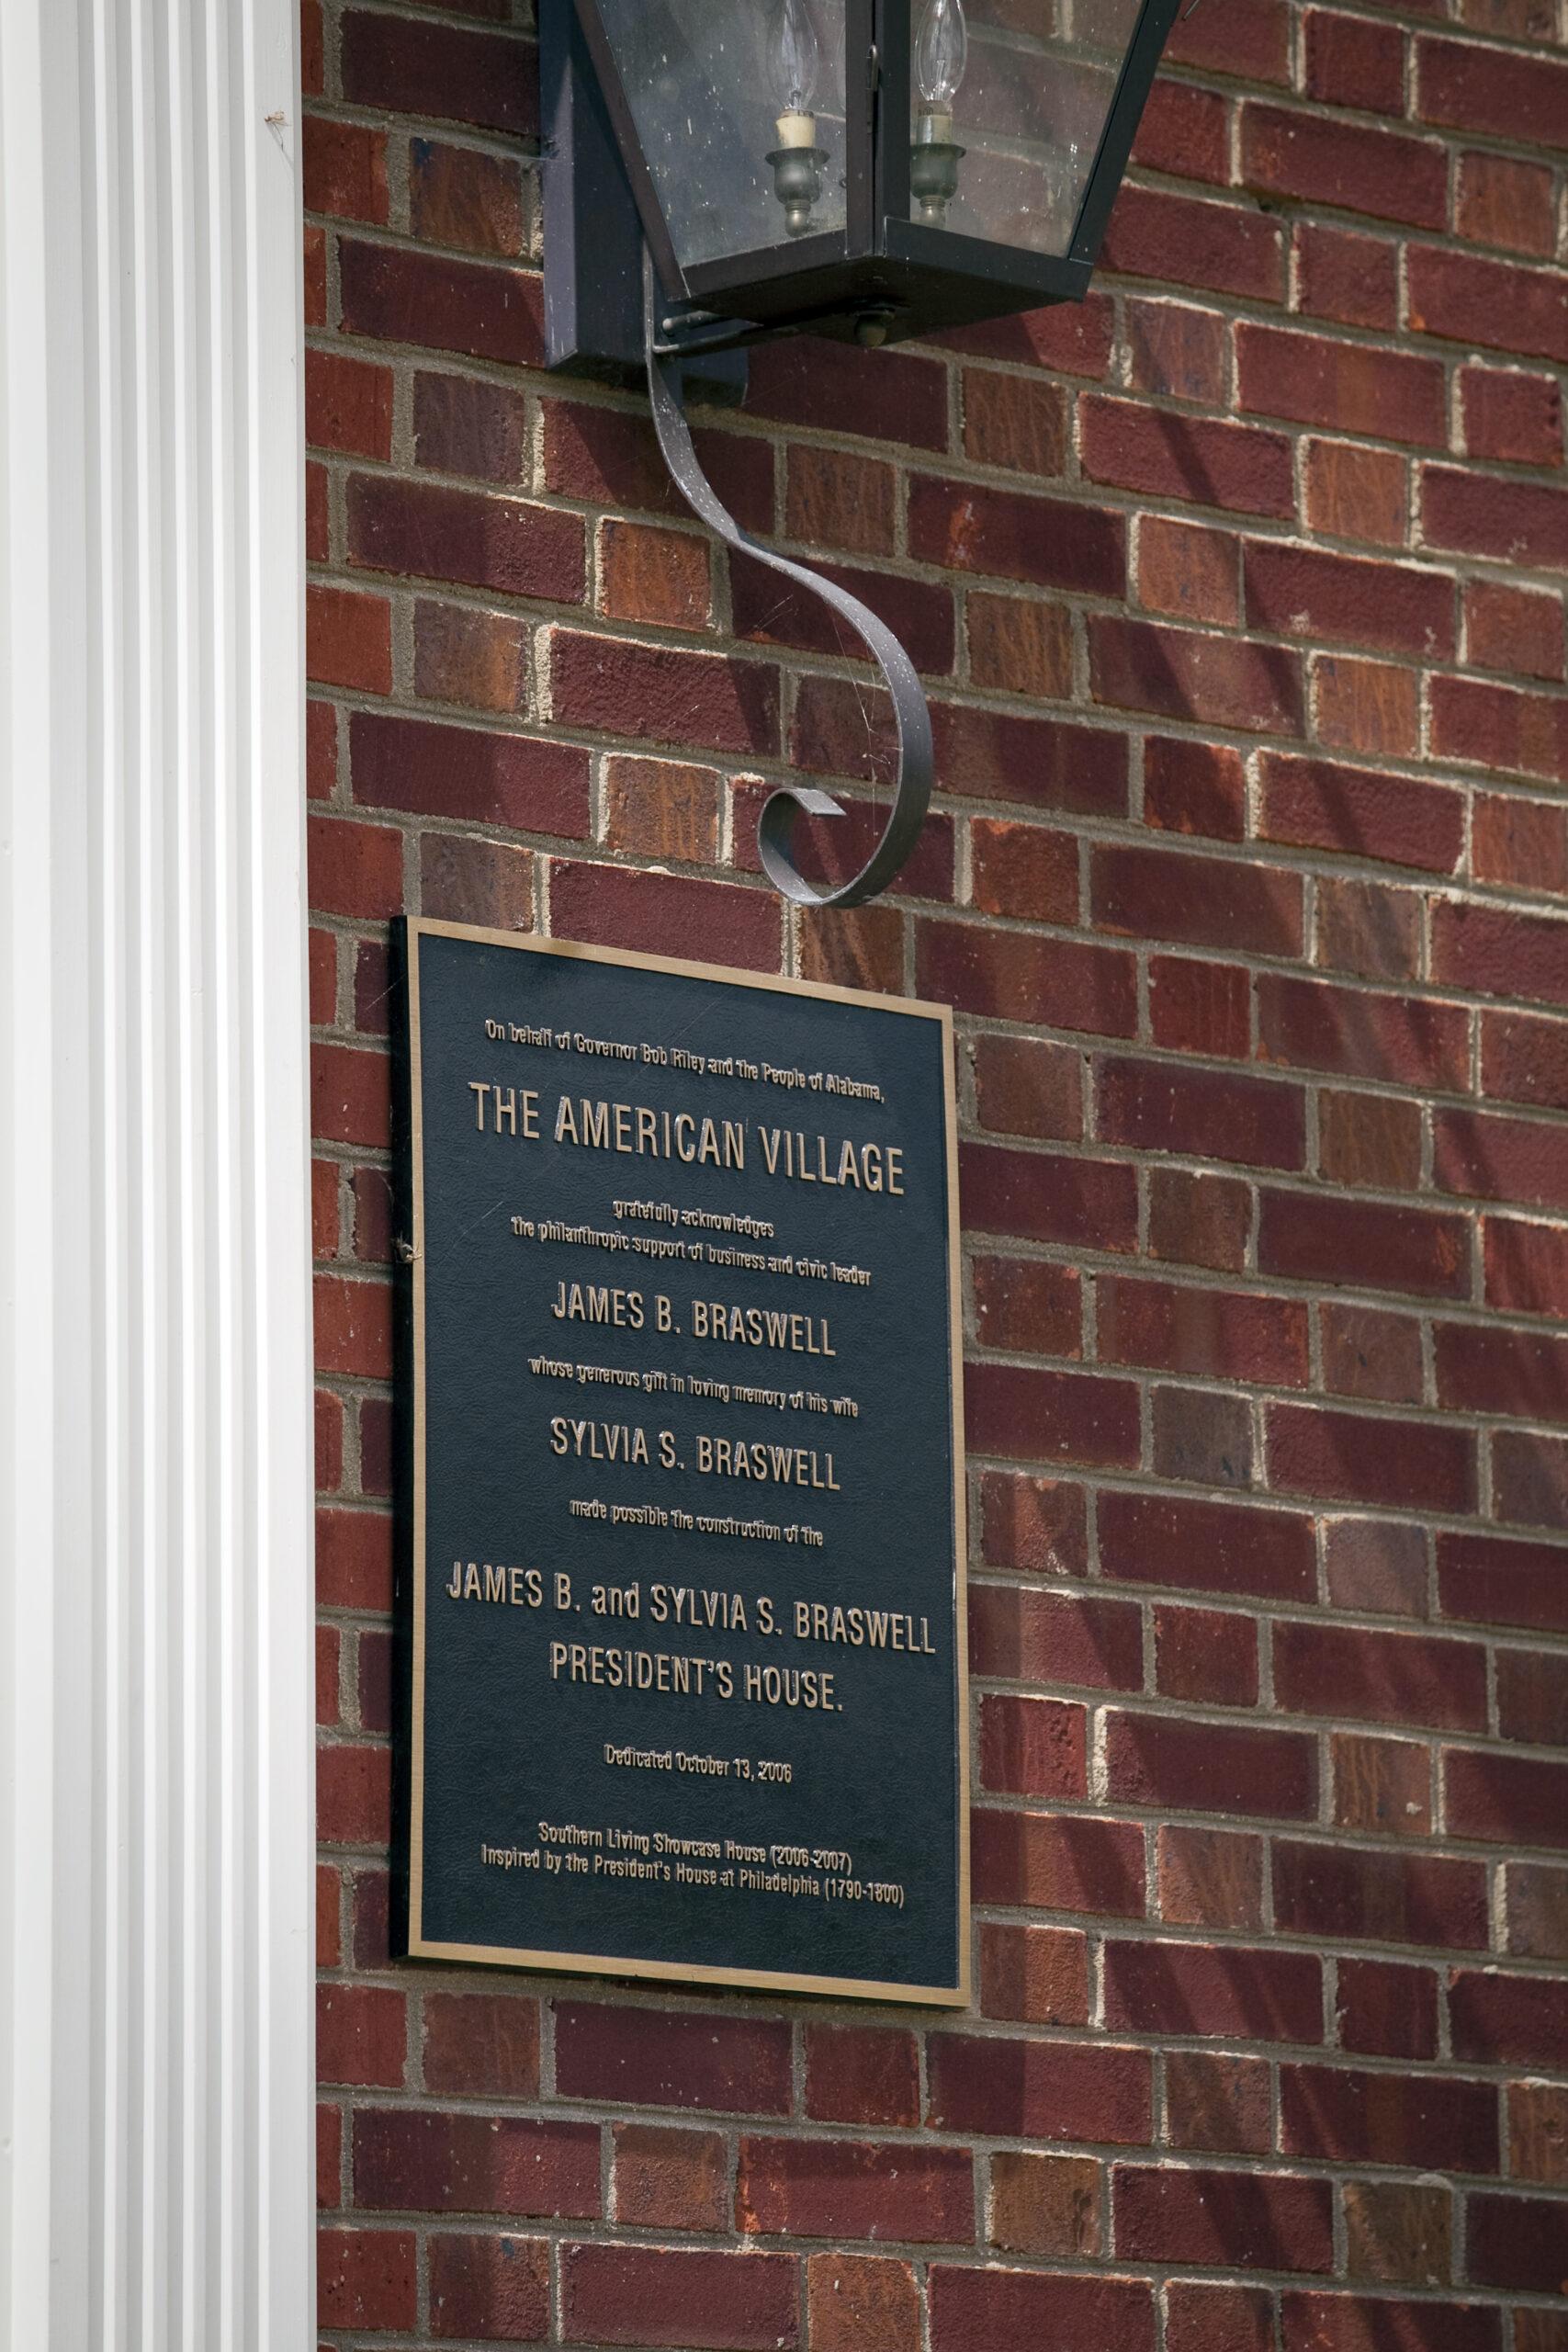 On behalf of Governor Bob Riley and the People of Alabama,
THE AMERICAN VILLAGE
gratefully acknowledges
the philanthropic support of business and civic leader
JAMES B. BRASWELL
whose generous gift in loving memory of his wife
SYLVIA S. BRASWELL
made possible the construction of the
JAMES B. and SYLVIA S. BRASWELL
PRESIDENT'S HOUSE.
Dedicated October 13, 2006
Southern Living Showcase House (2006-2007)
Inspired by the President's House at Philadelphia (1790-1800)